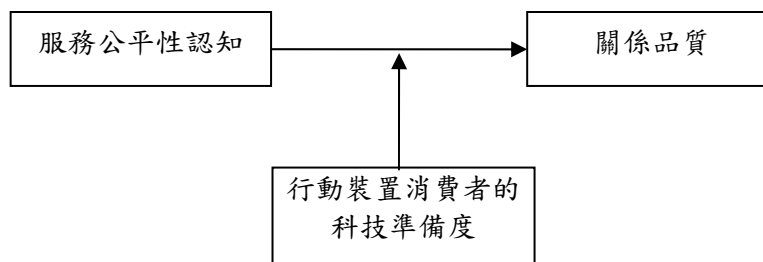 服務公平性認知
關係品質
行動裝置消費者的
科技準備度